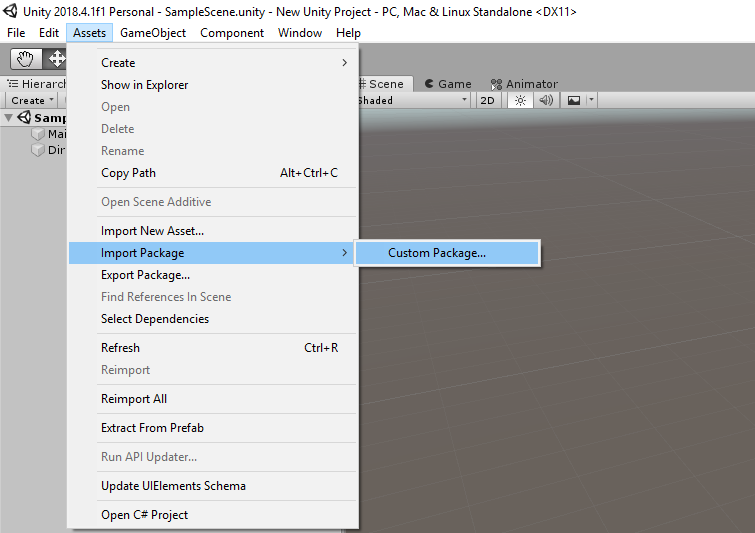 Unity 2018.4.1f1 Personal - SampleScene.unity - New Unity Project - PC, Mac & Linux Standalone <DX11>
File Edit Assets GameObject Component Window Help
Hierarch
Scene Game Animator
Create
Shaded 2D
Create
Show in Explorer
Open
Delete
Rename
Copy Path Alt+Ctrl+C
Open Scene Additive
Import New Asset...
Import Package Custom Package...
Export Package...
Find References In Scene
Select Dependencies
Refresh Ctrl+R
Reimport
Reimport All
Extract From Prefab
Run API Updater...
Update UIElements Schema
Open C# Project
Samp
Mai
Dir